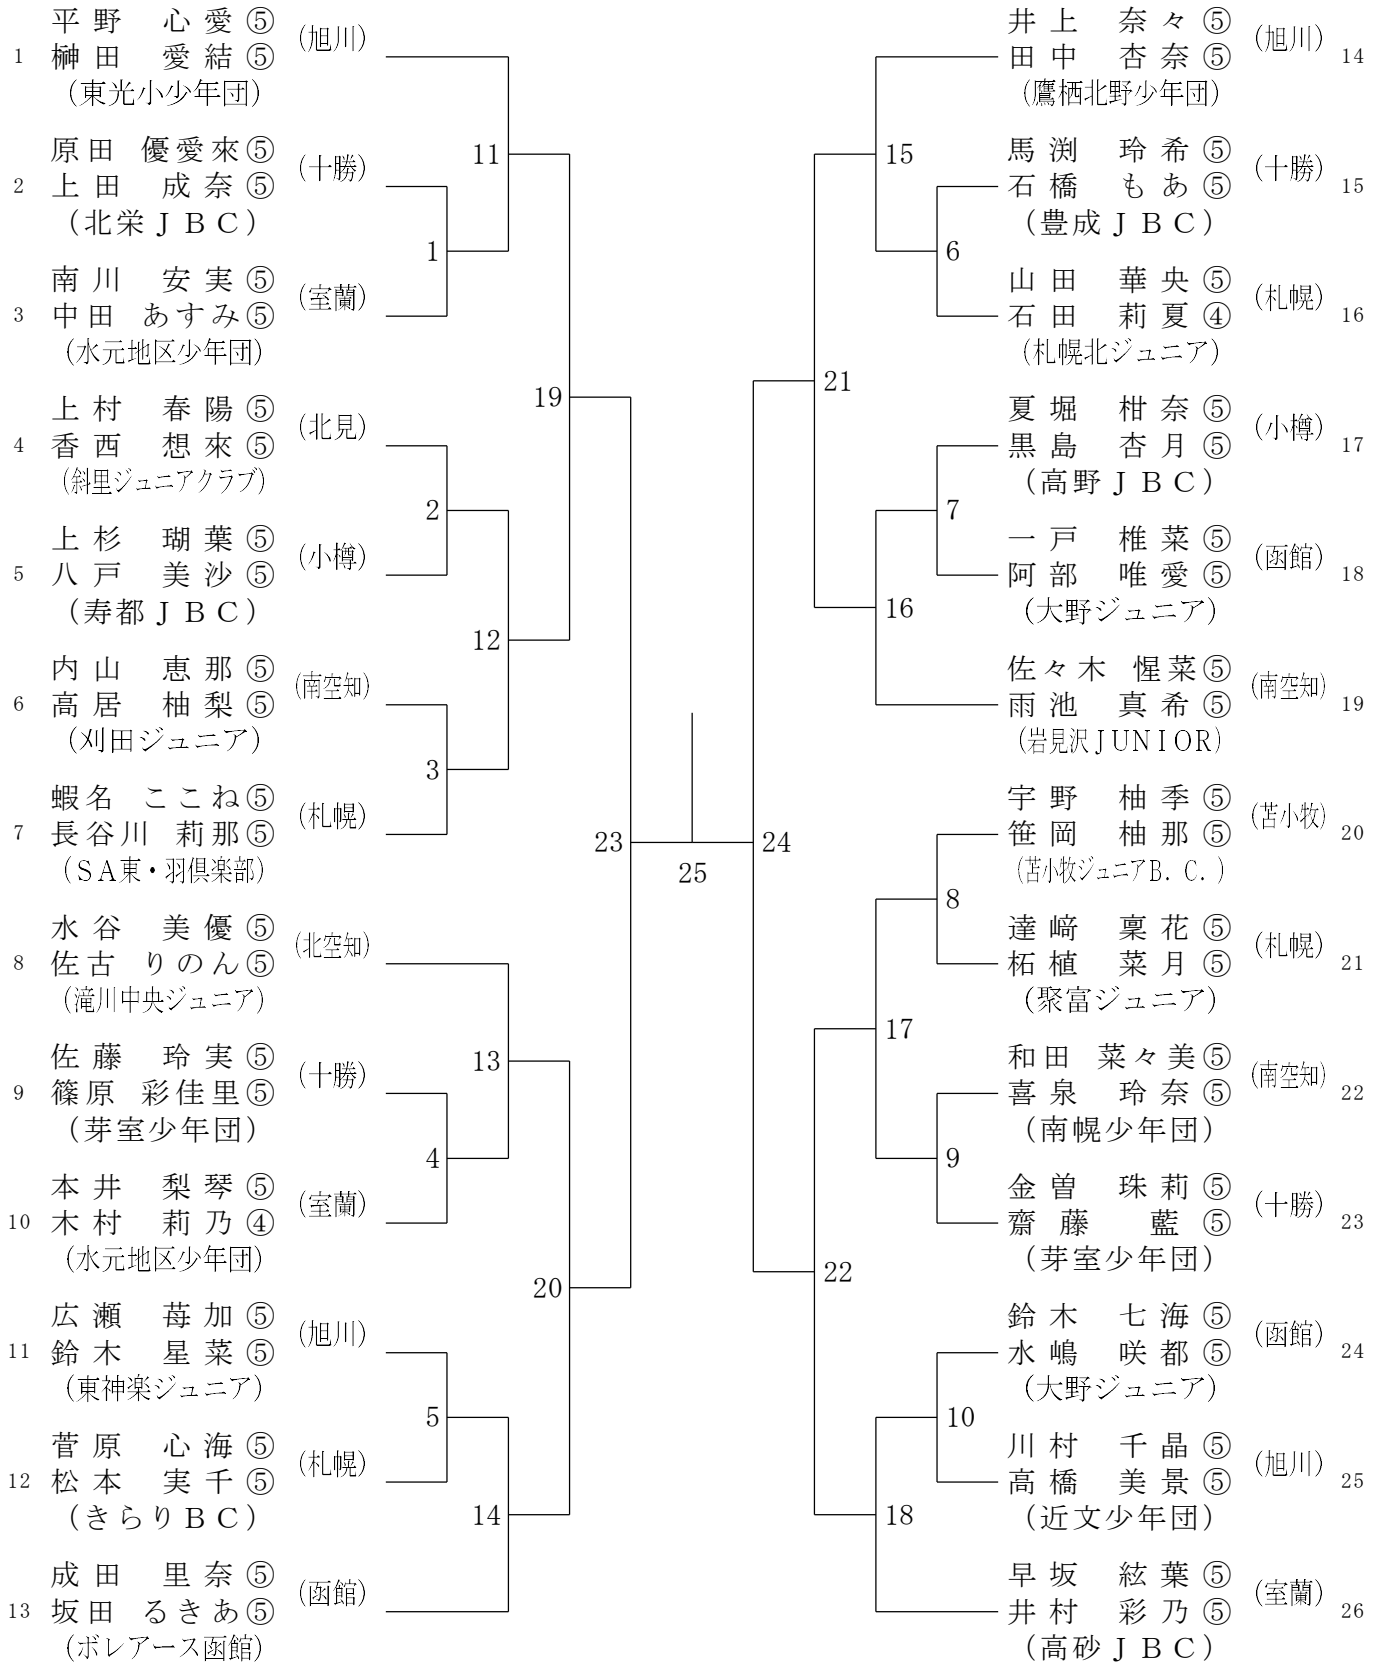 平野 心愛⑤
(旭川)
1 榊田 愛結⑤
(東光小少年団)
原田 優愛來⑤
(十勝)
2 上田 成奈⑤
(北栄ＪＢＣ)
南川 安実⑤
(室蘭)
3 中田 あすみ⑤
(水元地区少年団)
上村 春陽⑤
(北見)
4 香西 想來⑤
(斜里ジュニアクラブ)
上杉 瑚葉⑤
(小樽)
5 八戸 美沙⑤
(寿都ＪＢＣ)
内山 恵那⑤
(南空知)
6 高居 柚梨⑤
(刈田ジュニア)
蝦名 ここね⑤
(札幌)
7 長谷川 莉那⑤
(ＳＡ東・羽倶楽部)
水谷 美優⑤
(北空知)
8 佐古 りのん⑤
(滝川中央ジュニア)
佐藤 玲実⑤
(十勝)
9 篠原 彩佳里⑤
(芽室少年団)
本井 梨琴⑤
(室蘭)
10 木村 莉乃④
(水元地区少年団)
広瀬 苺加⑤
(旭川)
11 鈴木 星菜⑤
(東神楽ジュニア)
菅原 心海⑤
(札幌)
12 松本 実千⑤
(きらりＢＣ)
成田 里奈⑤
(函館)
13 坂田 るきあ⑤
(ボレアース函館)
11
1
19
2
12
3
23
13
4
20
5
14
25
24
15
6
21
7
16
8
17
9
22
10
18
井上 奈々⑤
(旭川)
田中 杏奈⑤ 14
(鷹栖北野少年団)
馬渕 玲希⑤
(十勝)
石橋 もあ⑤ 15
(豊成ＪＢＣ)
山田 華央⑤
(札幌)
石田 莉夏④ 16
(札幌北ジュニア)
夏堀 柑奈⑤
(小樽)
黒島 杏月⑤ 17
(高野ＪＢＣ)
一戸 椎菜⑤
(函館)
阿部 唯愛⑤ 18
(大野ジュニア)
佐々木 惺菜⑤
(南空知)
雨池 真希⑤ 19
(岩見沢ＪＵＮＩＯＲ)
宇野 柚季⑤
(苫小牧)
笹岡 柚那⑤ 20
(苫小牧ジュニアＢ．Ｃ．)
達﨑 稟花⑤
(札幌)
柘植 菜月⑤ 21
(聚富ジュニア)
和田 菜々美⑤
(南空知)
喜泉 玲奈⑤ 22
(南幌少年団)
金曽 珠莉⑤
(十勝)
齋藤 藍⑤ 23
(芽室少年団)
鈴木 七海⑤
(函館)
水嶋 咲都⑤ 24
(大野ジュニア)
川村 千晶⑤
(旭川)
高橋 美景⑤ 25
(近文少年団)
早坂 絃葉⑤
(室蘭)
井村 彩乃⑤ 26
(高砂ＪＢＣ)